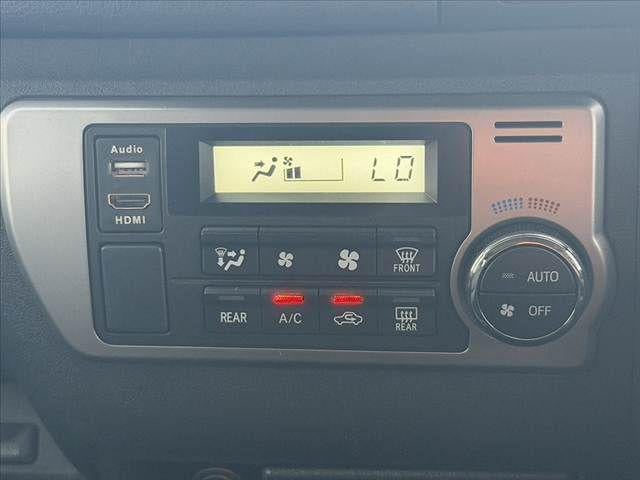 Audio
HDMI
LO
FRONT
REAR
A/C
REAR
AUTO
OFF